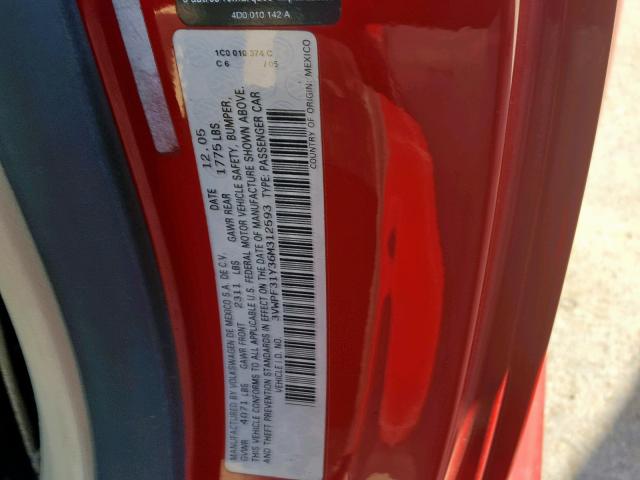 4D0 010 142 A
1C0 010 374 C
C 6 / 05
MANUFACTURED BY VOLKSWAGEN DE MEXICO S.A. DE C.V. DATE 12.05
GVWR 4071 LBS GAWR FRONT 2311 LBS GAWR REAR 1775 LBS
THIS VEHICLE CONFORMS TO ALL APPLICABLE U.S. FEDERAL MOTOR VEHICLE SAFETY, BUMPER,
AND THEFT PREVENTION STANDARDS IN EFFECT ON THE DATE OF MANUFACTURE SHOWN ABOVE.
VEHICLE I.D. NO. 3VWPF31Y36M312593 TYPE: PASSENGER CAR
COUNTRY OF ORIGIN: MEXICO